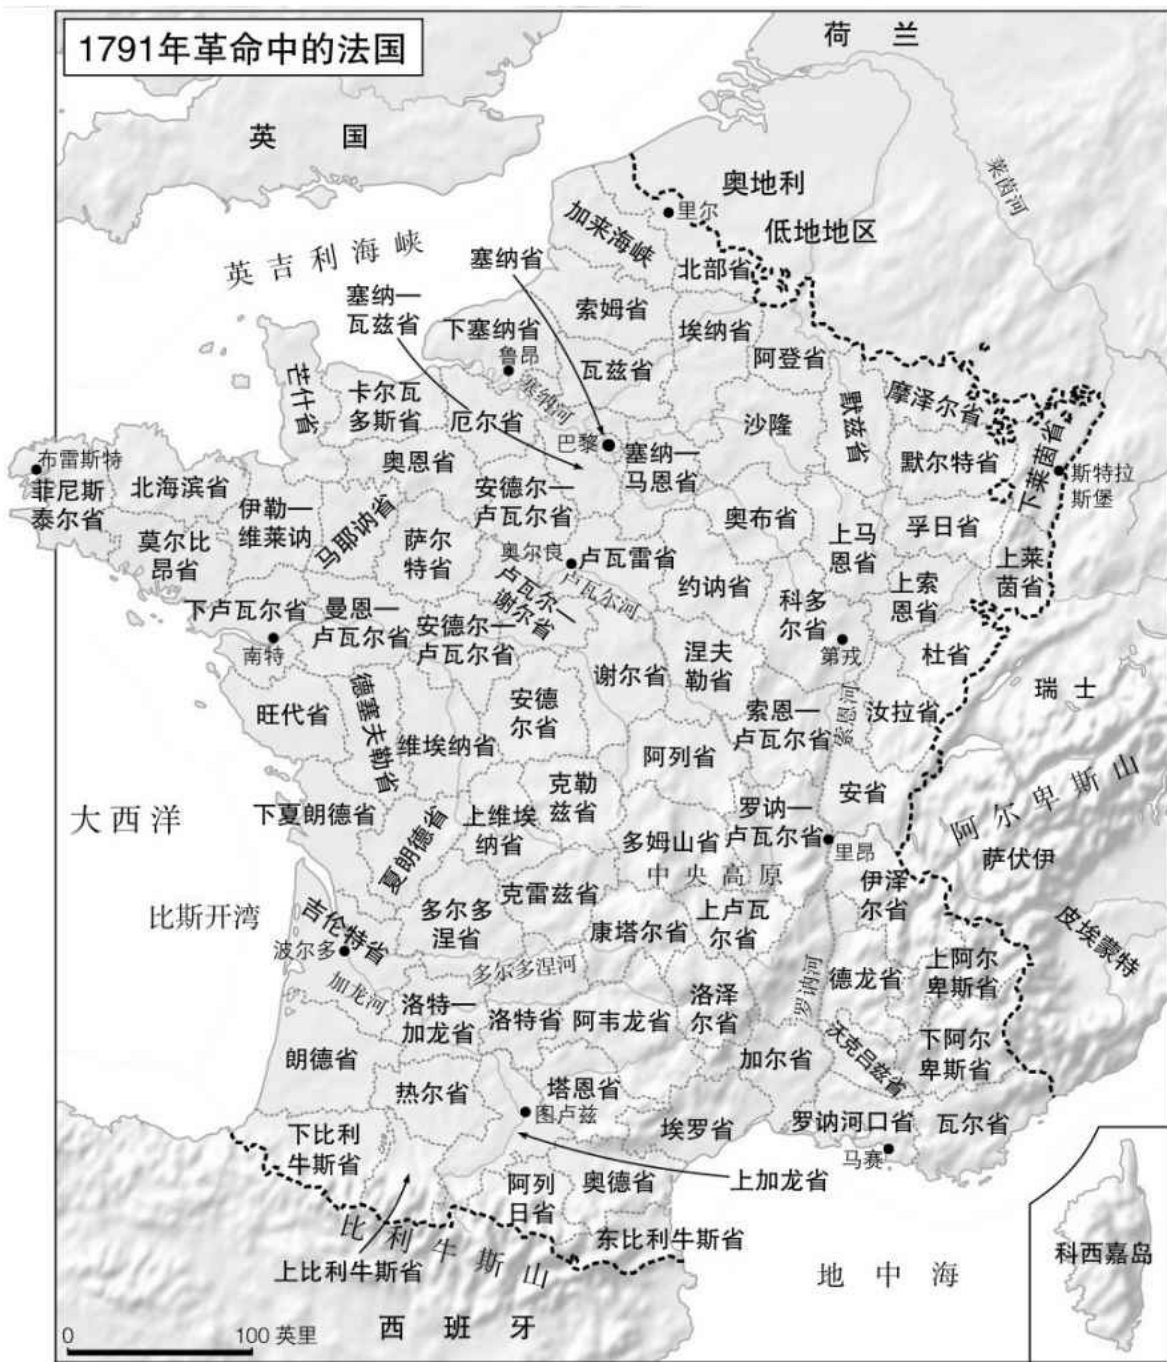 1791年革命中的法国
荷兰
英国
莱茵河
奥地利
里尔
低地地区
加来海峡
英吉利海峡
塞纳省
北部省
塞纳—
瓦兹省
索姆省
下塞纳省
埃纳省
阿登省
鲁昂
瓦兹省
芒什省
塞纳河
卡尔瓦
多斯省
厄尔省
摩泽尔省
默兹省
沙隆
巴黎
塞纳—
马恩省
下莱茵省
布雷斯特
奥恩省
默尔特省
斯特拉
斯堡
菲尼斯
泰尔省
北海滨省
伊勒—
维莱讷
马耶讷省
安德尔—
卢瓦尔省
奥布省
上马
恩省
孚日省
莫尔比
昂省
萨尔
特省
奥尔良
卢瓦雷省
上莱
茵省
约讷省
卢瓦尔—
谢尔省
卢瓦尔河
上索
恩省
科多
尔省
下卢瓦尔省
曼恩—
卢瓦尔省
安德尔—
卢瓦尔省
南特
第戎
杜省
谢尔省
涅夫
勒省
瑞士
旺代省
德塞夫勒省
安德
尔省
索恩—
卢瓦尔省
索恩河
汝拉省
维埃纳省
阿列省
克勒
兹省
安省
阿尔卑斯山
大西洋
下夏朗德省
夏朗德省
上维埃
纳省
罗讷—
卢瓦尔省
多姆山省
里昂
萨伏伊
中央高原
伊泽
尔省
克雷兹省
比斯开湾
吉伦特省
多尔多
涅省
康塔尔省
上卢瓦
尔省
皮埃蒙特
波尔多
多尔多涅河
罗讷河
德龙省
上阿尔
卑斯省
加龙河
洛特—
加龙省
洛特省
阿韦龙省
洛泽
尔省
沃克吕兹省
下阿尔
卑斯省
朗德省
加尔省
热尔省
塔恩省
图卢兹
埃罗省
罗讷河口省
瓦尔省
马赛
下比利
牛斯省
上加龙省
阿列
日省
奥德省
比利牛斯山
东比利牛斯省
上比利牛斯省
地中海
科西嘉岛
西班牙
0
100 英里